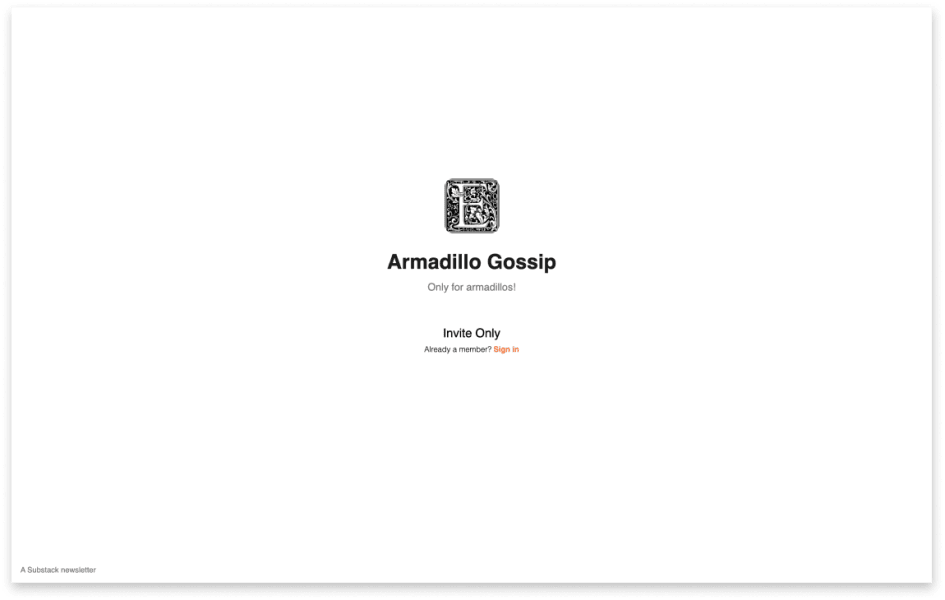 E
Armadillo Gossip
Only for armadillos!
Invite Only
Already a member? Sign in
A Substack newsletter